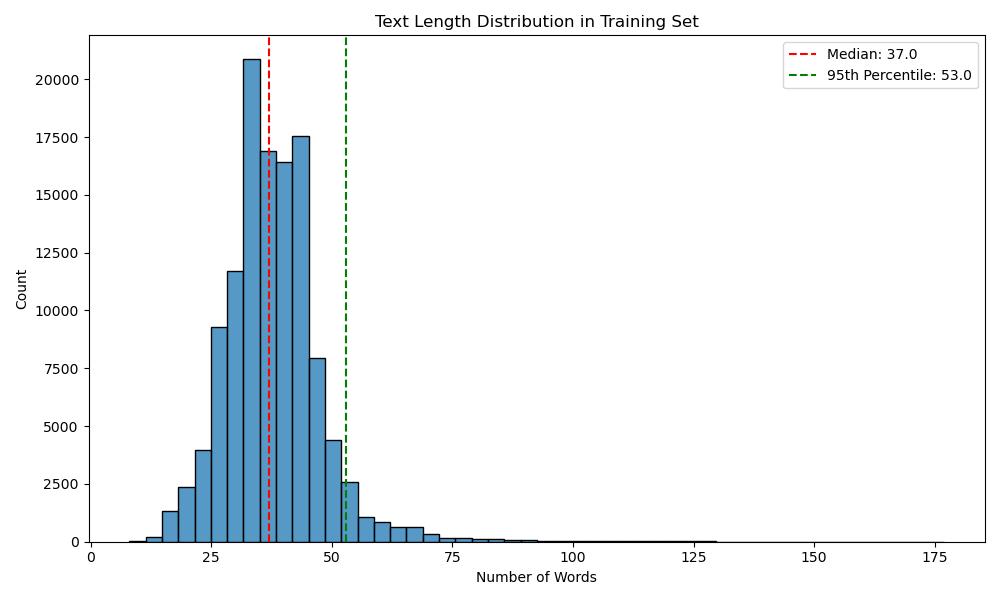 Text Length Distribution in Training Set
Median: 37.0
95th Percentile: 53.0
20000
17500
15000
12500
10000
7500
5000
2500
0
Count
0 25 50 75 100 125 150 175
Number of Words